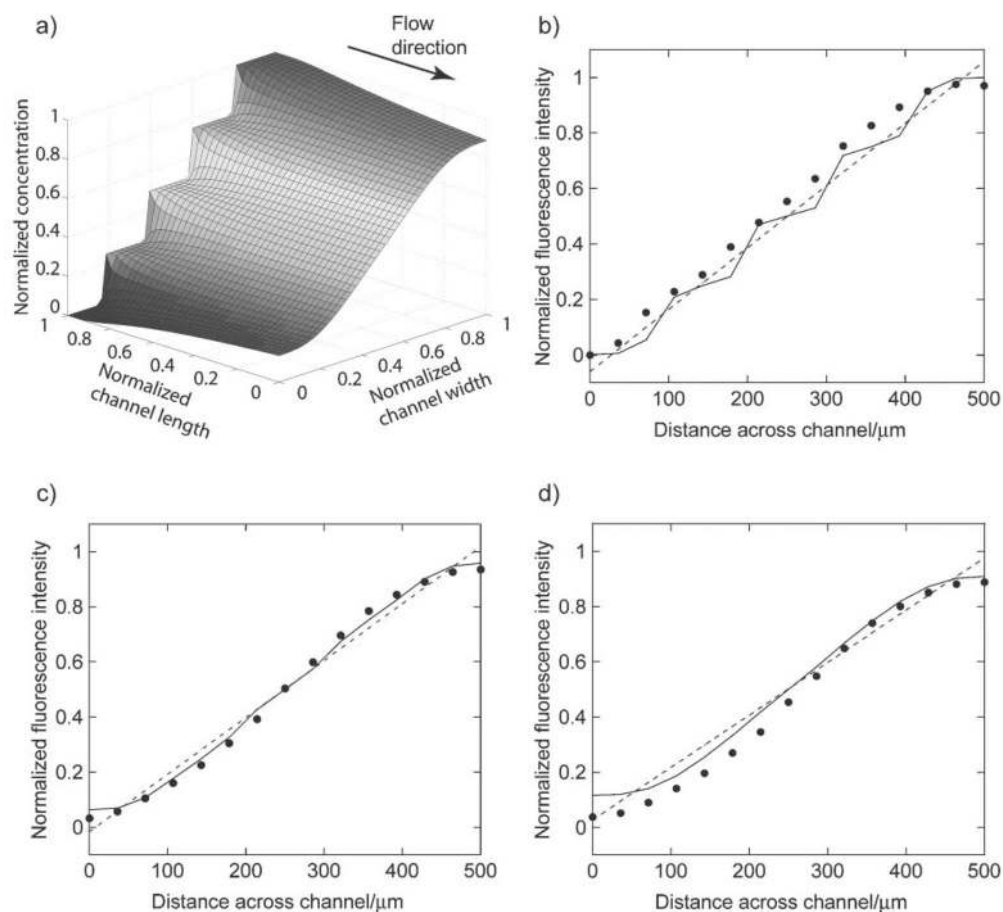 a)
Flow
direction
Normalized concentration
1
0.8
0.6
0.4
0.2
0
1
0.8
0.6
0.4
0.2
0
Normalized
channel length
0
0.2
0.4
0.6
0.8
1
Normalized
channel width
b)
Normalized fluorescence intensity
1
0.8
0.6
0.4
0.2
0
0 100 200 300 400 500
Distance across channel/μm
c)
Normalized fluorescence intensity
1
0.8
0.6
0.4
0.2
0
0 100 200 300 400 500
Distance across channel/μm
d)
Normalized fluorescence intensity
1
0.8
0.6
0.4
0.2
0
0 100 200 300 400 500
Distance across channel/μm